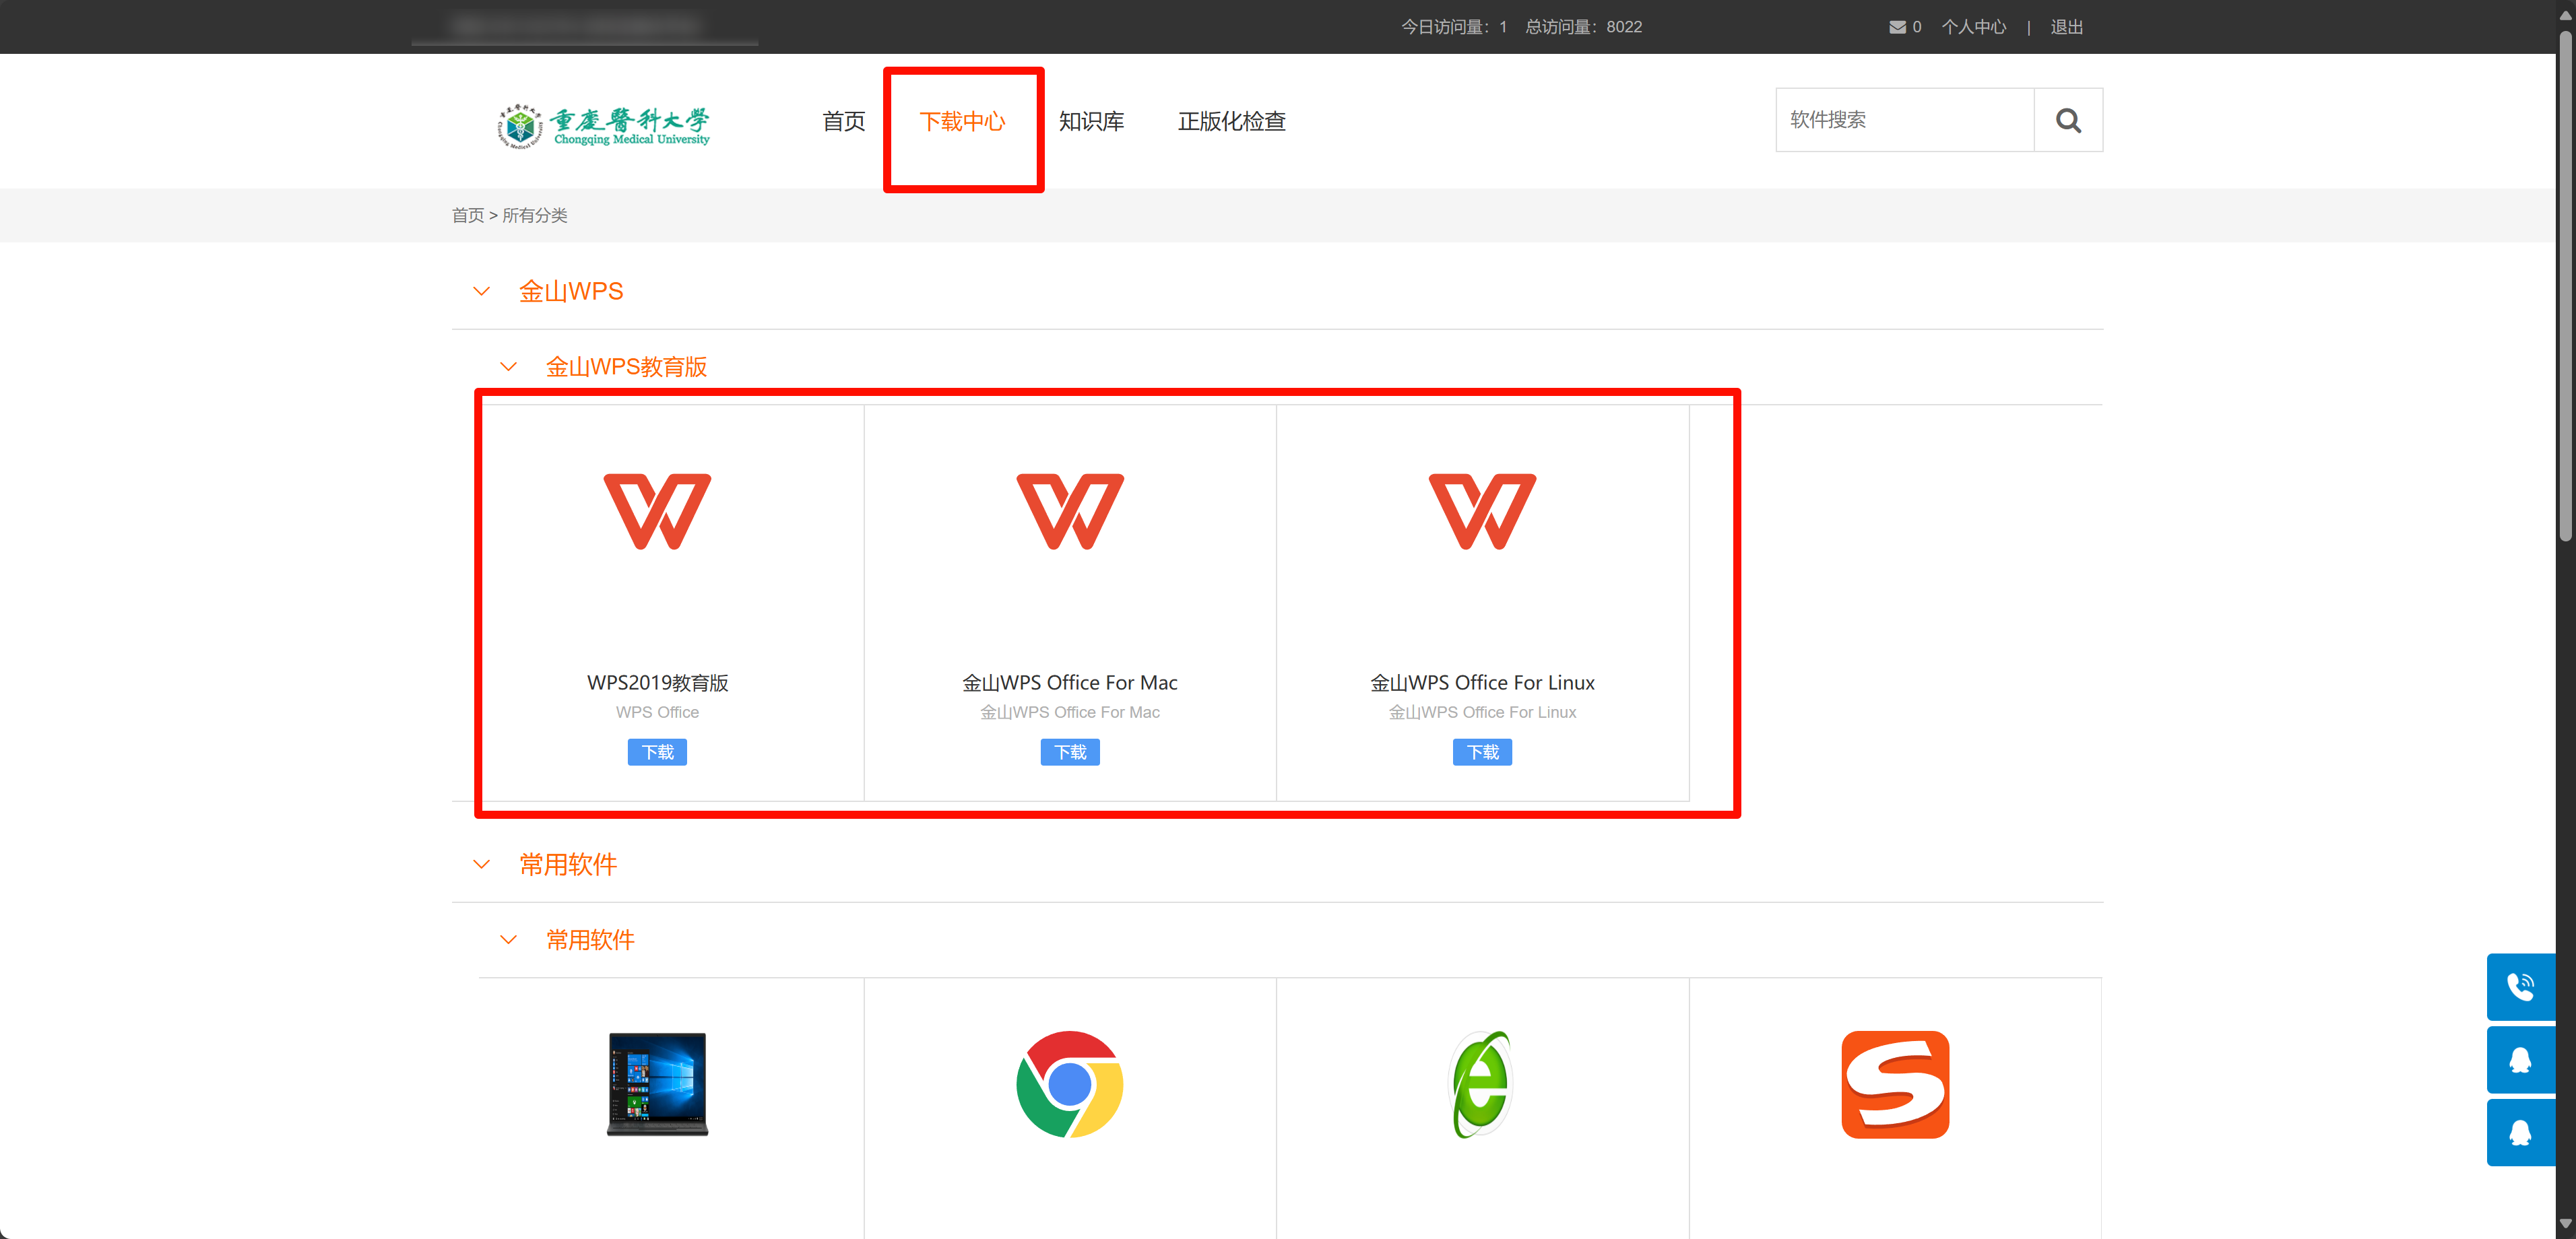 今日访问量：1 总访问量：8022
0 个人中心 | 退出
重慶醫科大學
Chongqing Medical University
首页 下载中心 知识库 正版化检查
软件搜索
首页 > 所有分类
金山WPS
金山WPS教育版
WPS2019教育版
WPS Office
下载
金山WPS Office For Mac
金山WPS Office For Mac
下载
金山WPS Office For Linux
金山WPS Office For Linux
下载
常用软件
常用软件